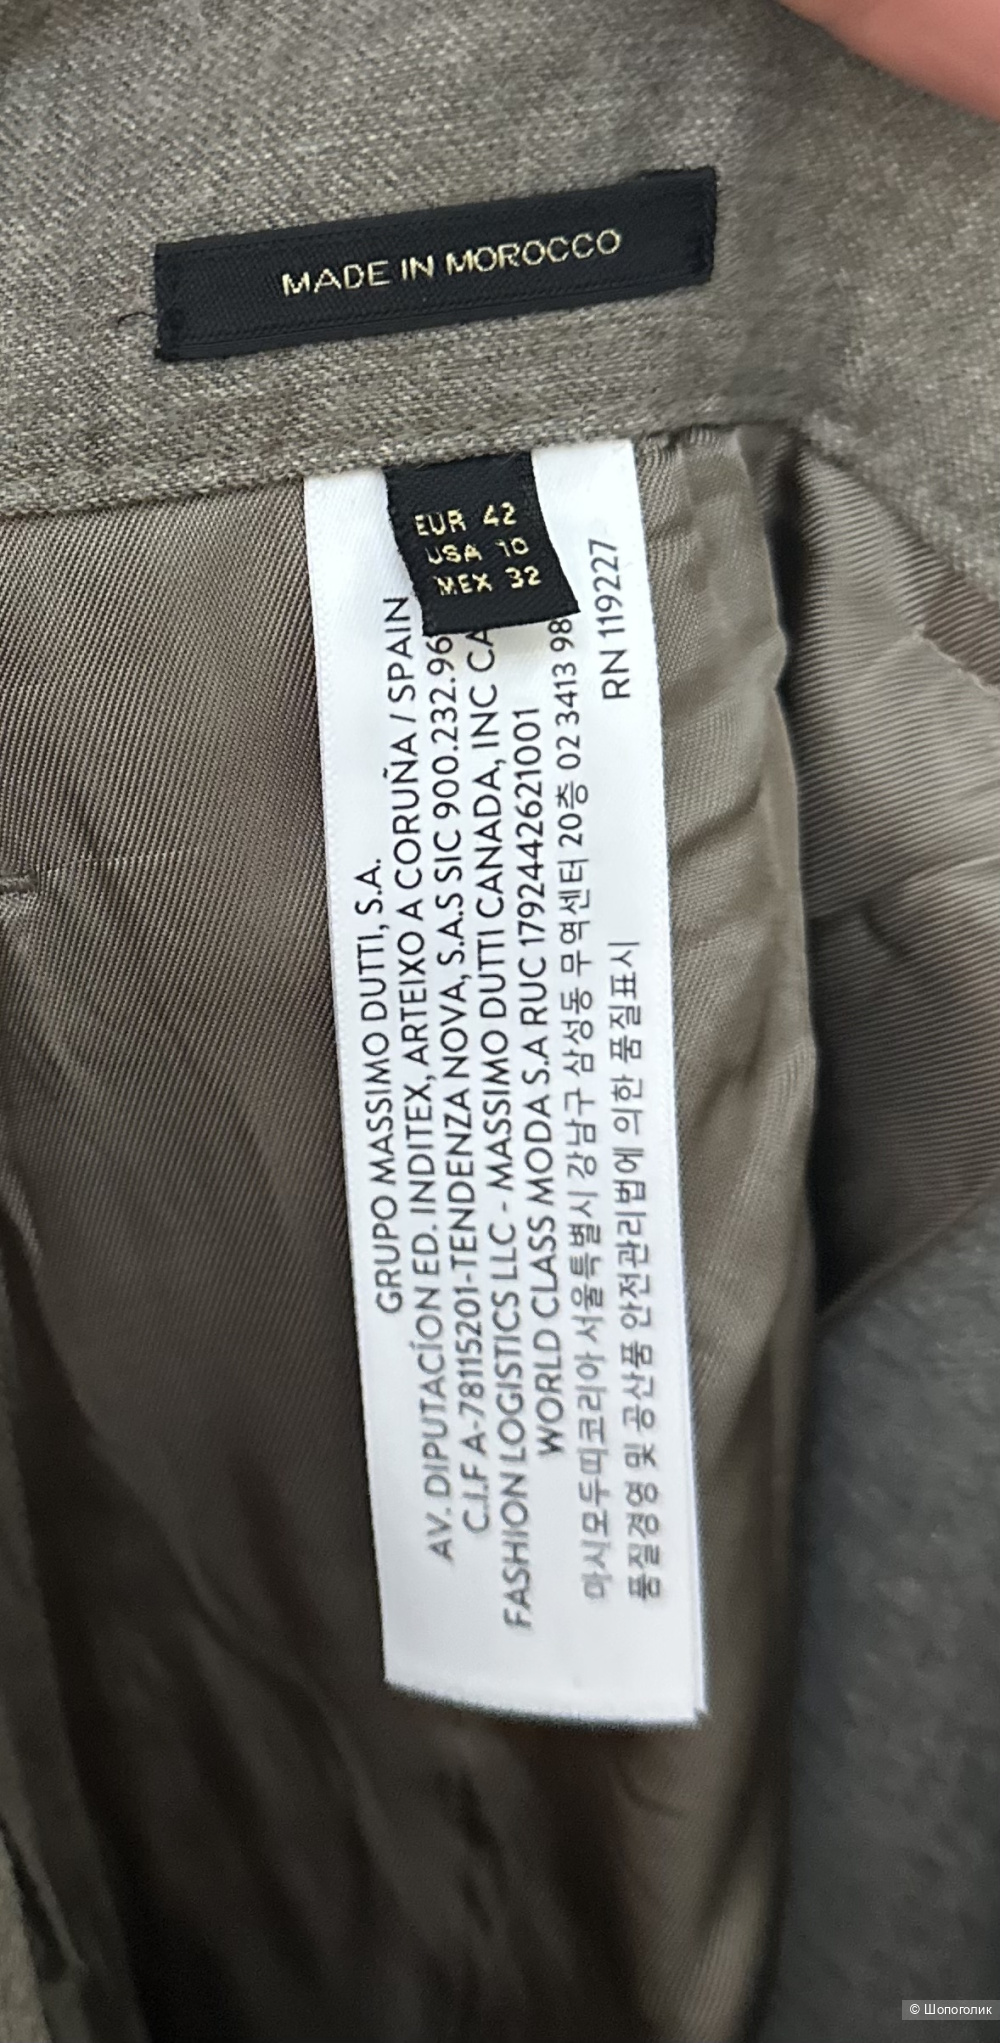 MADE IN MOROCCO
EUR 42
USA 10
MEX 32
GRUPO MASSIMO DUTTI, S.A.
AV. DIPUTACÍON ED. INDITEX, ARTEIXO A CORUÑA / SPAIN
C.I.F A-78115201-TENDENZA NOVA, S.A.S SIC 900.232.96
FASHION LOGISTICS LLC - MASSIMO DUTTI CANADA, INC CA
WORLD CLASS MODA S.A RUC 1792442621001
마시모두띠코리아 서울특별시 강남구 삼성동 무역센터 20층 02 3413 98
품질경영 및 공산품 안전관리법에 의한 품질표시 RN 119227
© Шопоголик